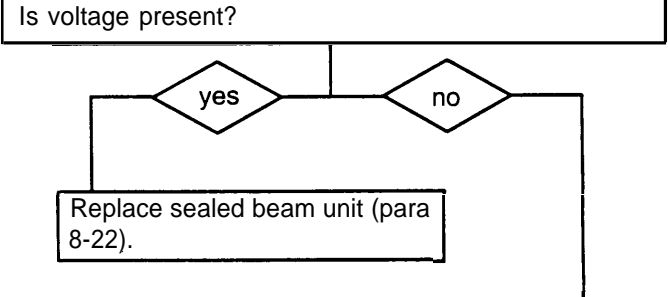 Is voltage present?
yes
no
Replace sealed beam unit (para
8-22).